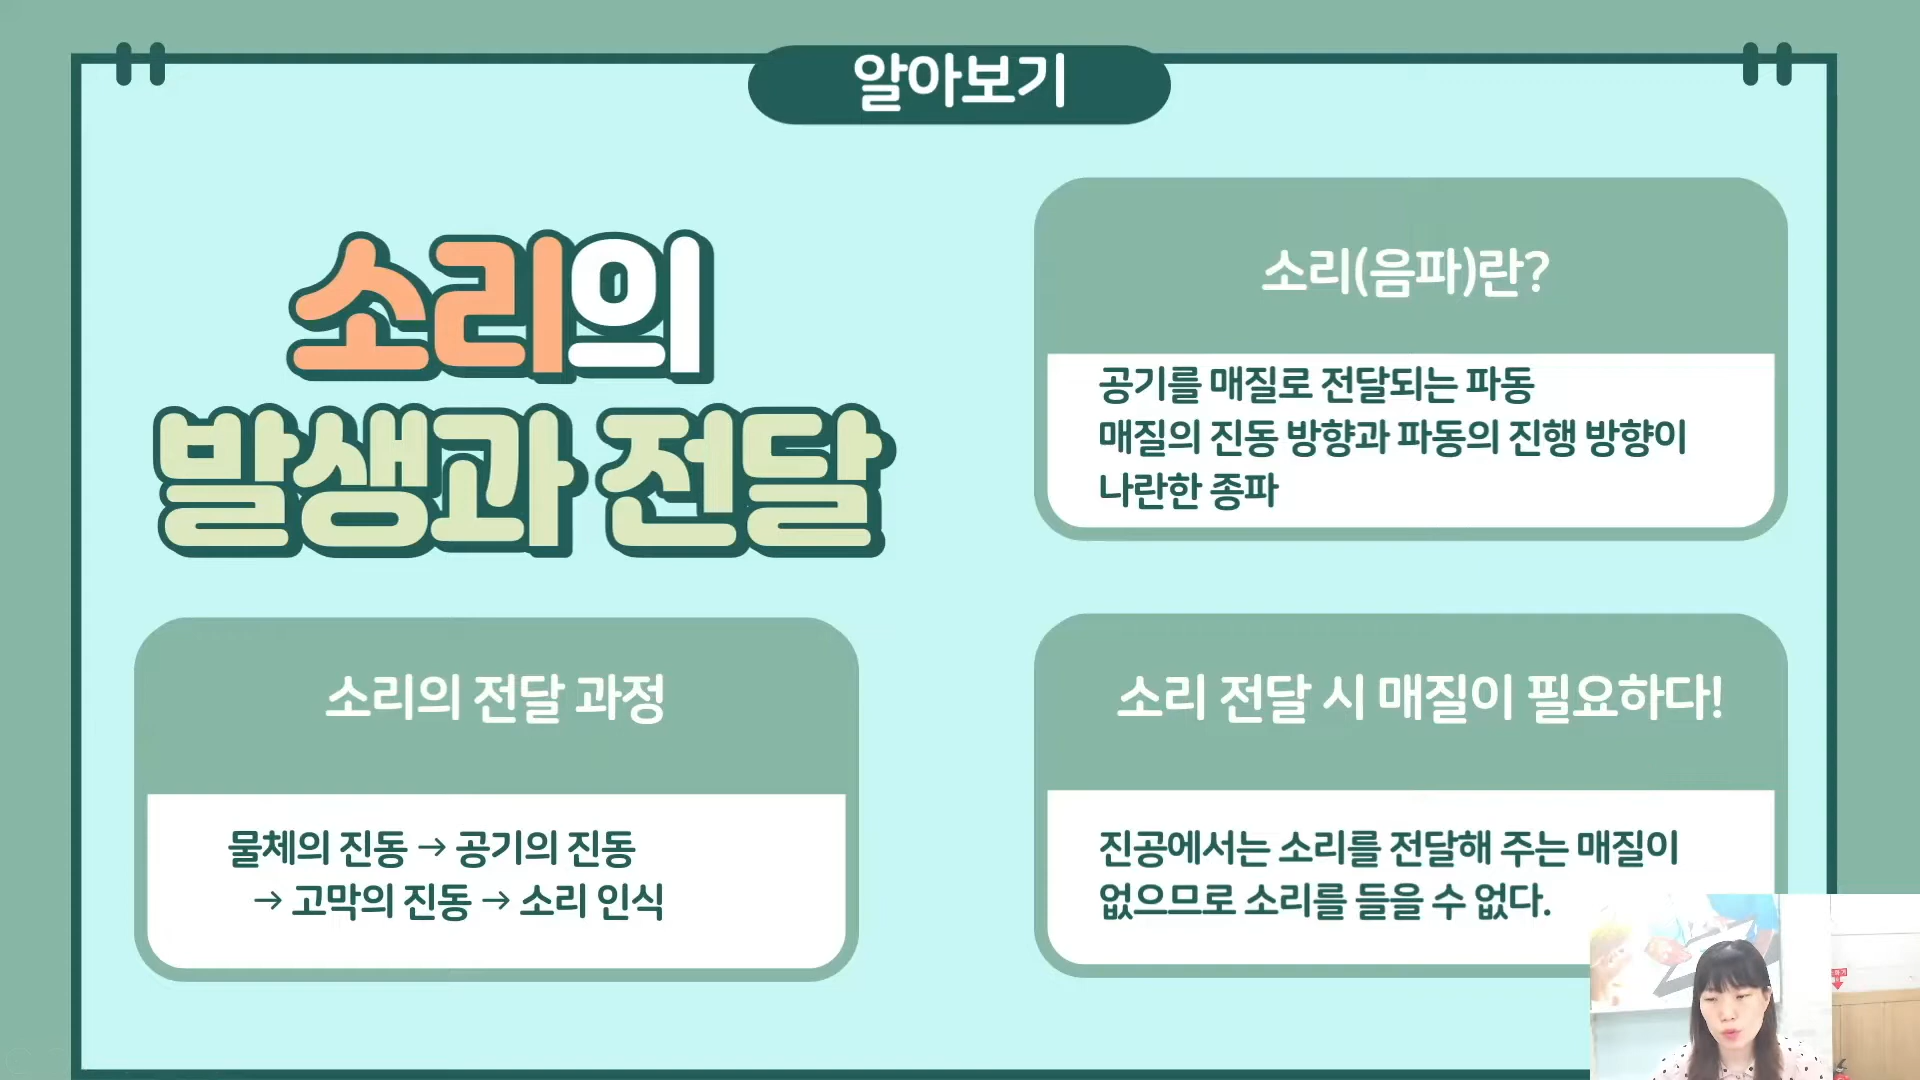 알아보기
소리의
발생과 전달
소리(음파)란?
공기를 매질로 전달되는 파동
매질의 진동 방향과 파동의 진행 방향이
나란한 종파
소리의 전달 과정
물체의 진동 → 공기의 진동
→ 고막의 진동 → 소리 인식
소리 전달 시 매질이 필요하다!
진공에서는 소리를 전달해 주는 매질이
없으므로 소리를 들을 수 없다.